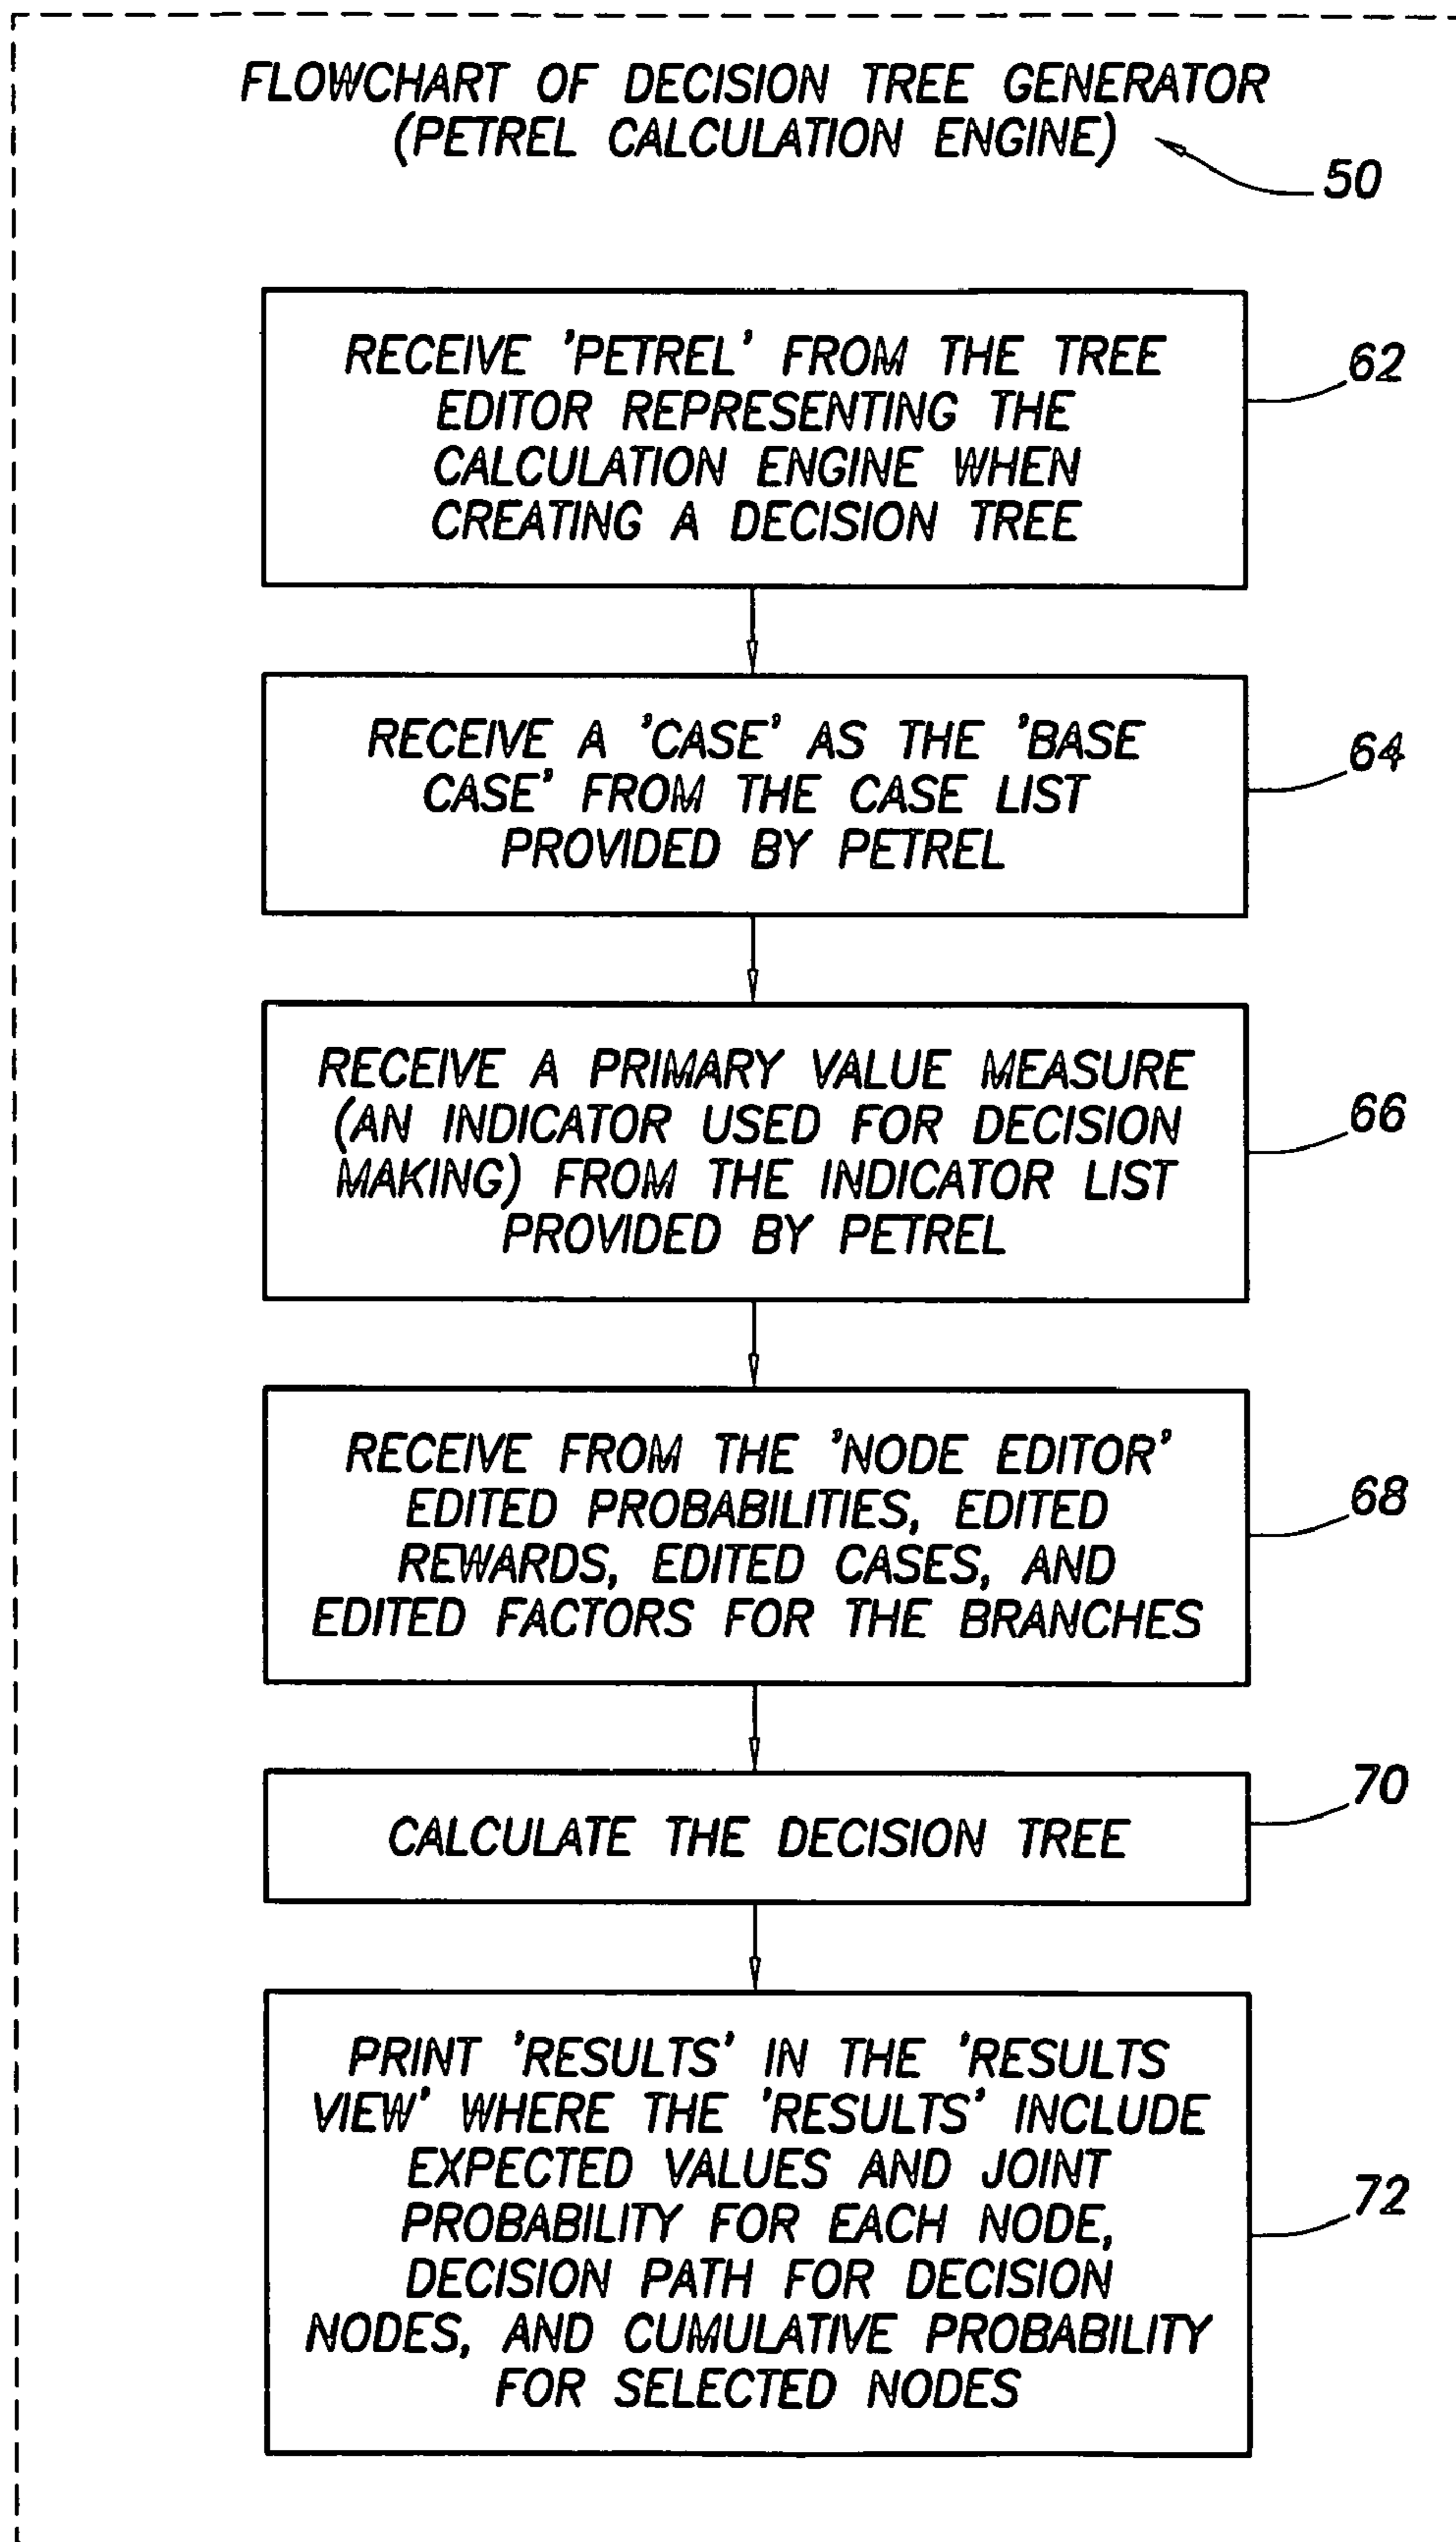 FLOWCHART OF DECISION TREE GENERATOR
(PETREL CALCULATION ENGINE)
50
RECEIVE 'PETREL' FROM THE TREE
EDITOR REPRESENTING THE
CALCULATION ENGINE WHEN
CREATING A DECISION TREE
62
RECEIVE A 'CASE' AS THE 'BASE
CASE' FROM THE CASE LIST
PROVIDED BY PETREL
64
RECEIVE A PRIMARY VALUE MEASURE
(AN INDICATOR USED FOR DECISION
MAKING) FROM THE INDICATOR LIST
PROVIDED BY PETREL
66
RECEIVE FROM THE 'NODE EDITOR'
EDITED PROBABILITIES, EDITED
REWARDS, EDITED CASES, AND
EDITED FACTORS FOR THE BRANCHES
68
CALCULATE THE DECISION TREE
70
PRINT 'RESULTS' IN THE 'RESULTS
VIEW' WHERE THE 'RESULTS' INCLUDE
EXPECTED VALUES AND JOINT
PROBABILITY FOR EACH NODE,
DECISION PATH FOR DECISION
NODES, AND CUMULATIVE PROBABILITY
FOR SELECTED NODES
72